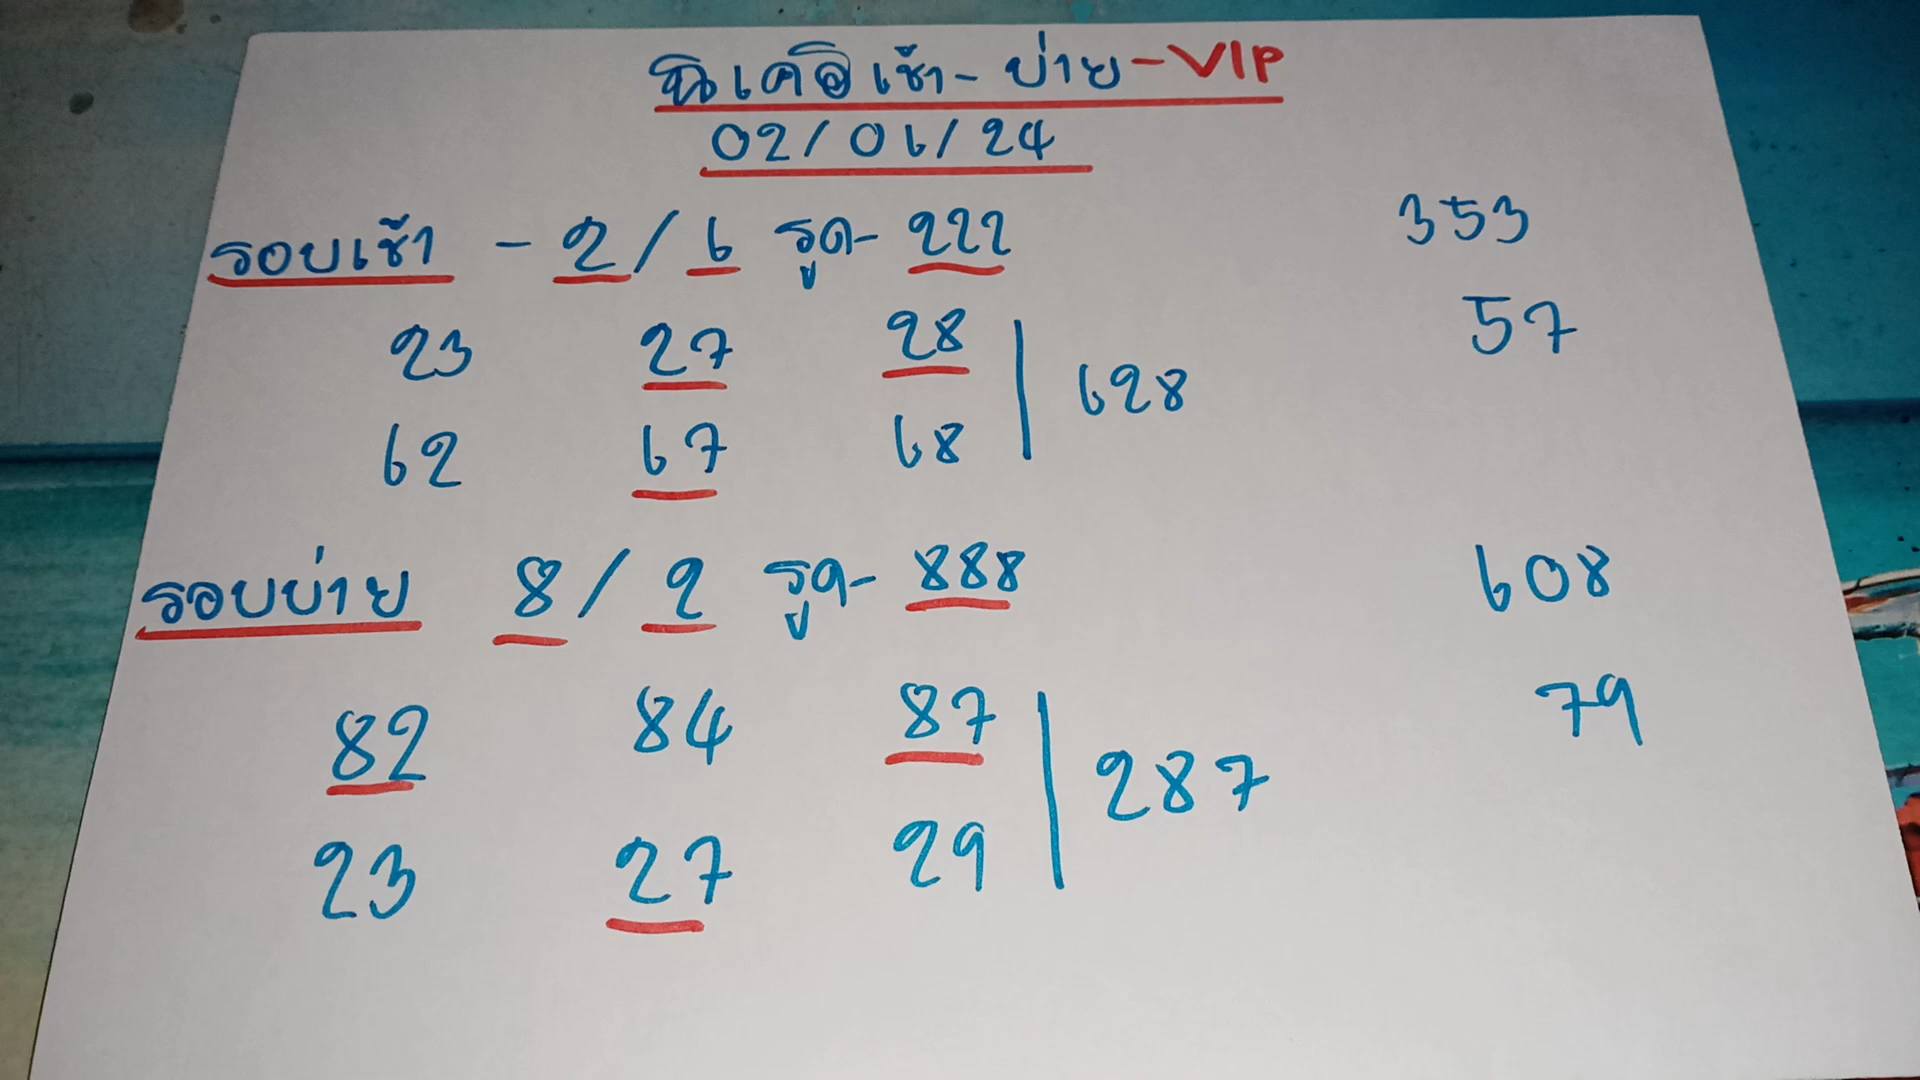 นิเคอิเช้า - บ่าย - VIP
02/06/24
รอบเช้า - 2/6 รูด - 222 353
23 27 28 57
628
62 67 68
รอบบ่าย 8/2 รูด - 888 608
82 84 87 79
287
23 27 29